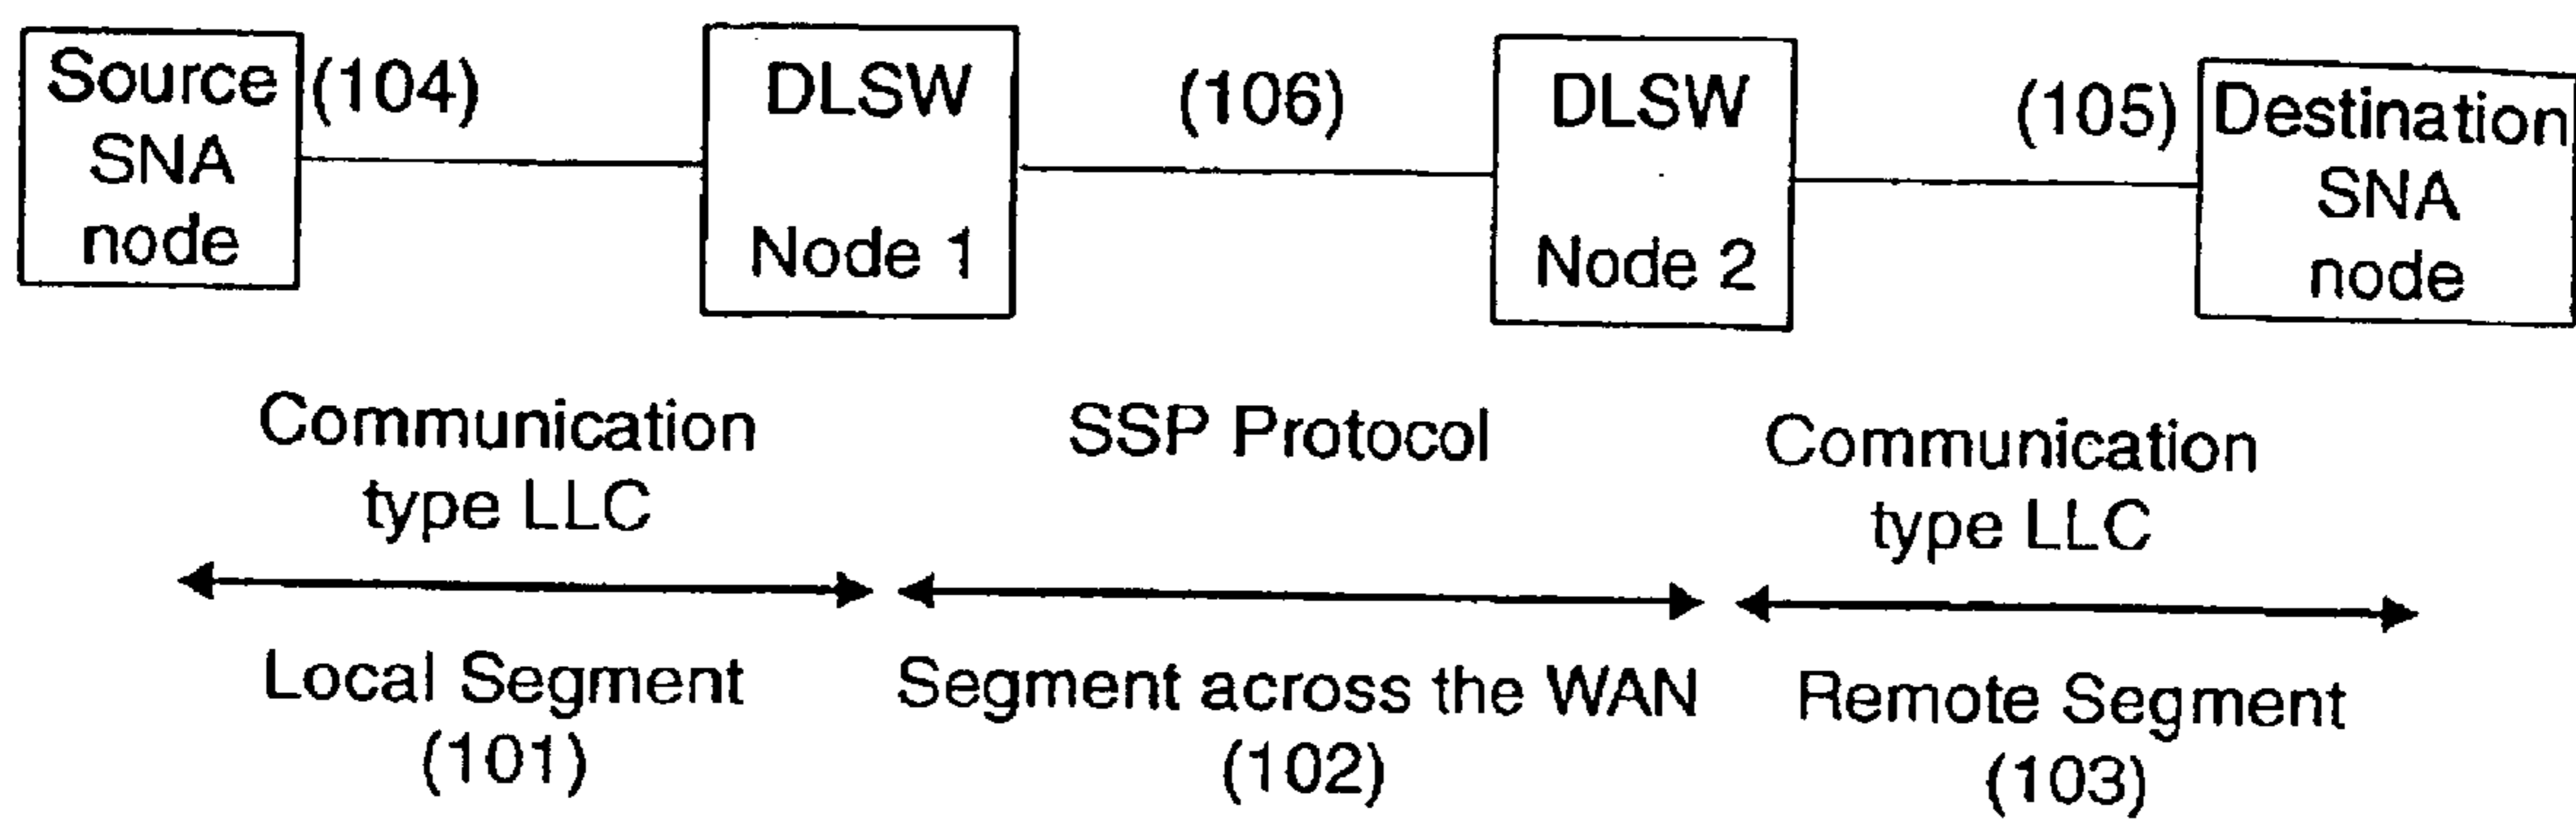 Source
SNA
node
(104)
DLSW
Node 1
(106)
DLSW
Node 2
(105)
Destination
SNA
node
Communication
type LLC
SSP Protocol
Communication
type LLC
Local Segment
(101)
Segment across the WAN
(102)
Remote Segment
(103)